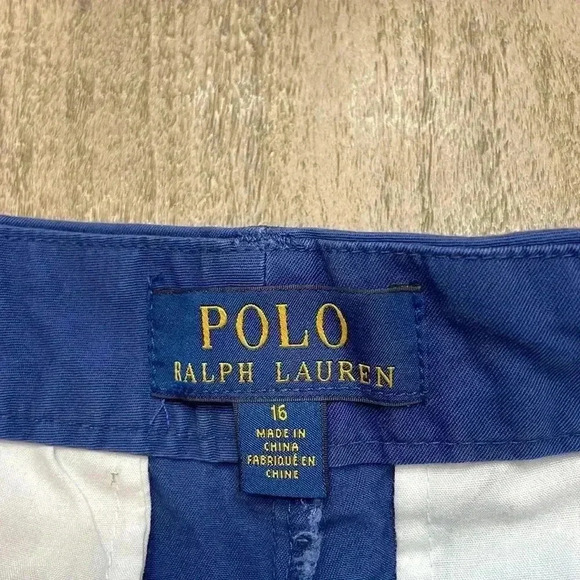 POLO
RALPH LAUREN
16
MADE IN
CHINA
FABRIQUÉ EN
CHINE